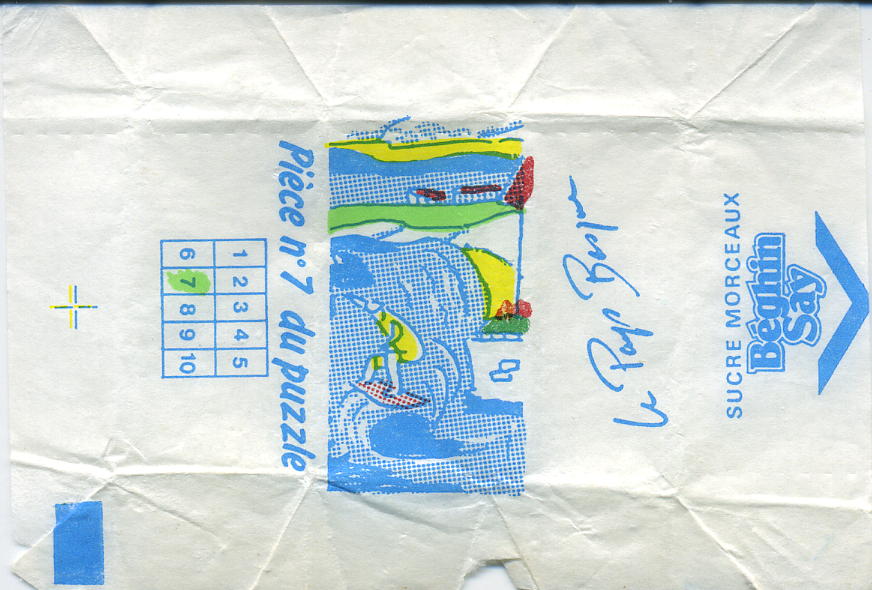 Le Pays Basque
SUCRE MORCEAUX
Béghin
Say
Pièce n°7 du puzzle
1 2 3 4 5
6 7 8 9 10